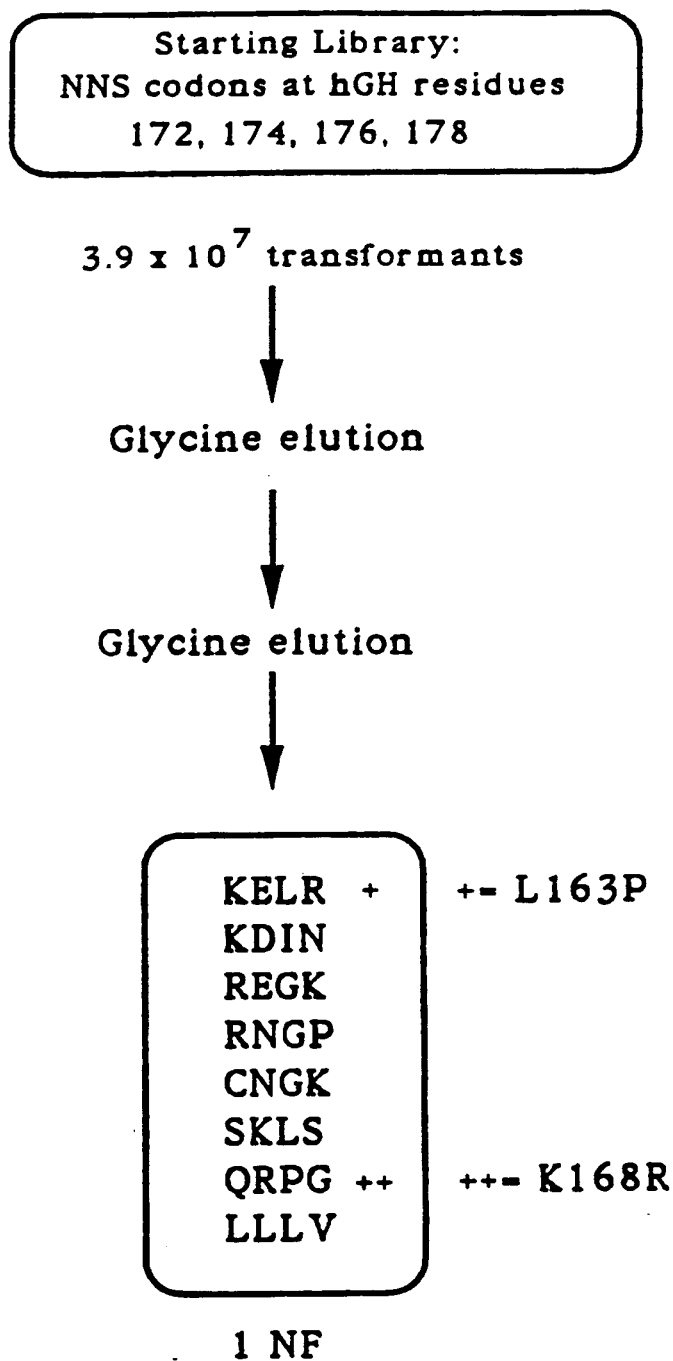 Starting Library:
NNS codons at hGH residues
172, 174, 176, 178
3.9 x 10^7 transformants
Glycine elution
Glycine elution
KELR + += L163P
KDIN
REGK
RNGP
CNGK
SKLS
QRPG ++ ++= K168R
LLLV
1 NF